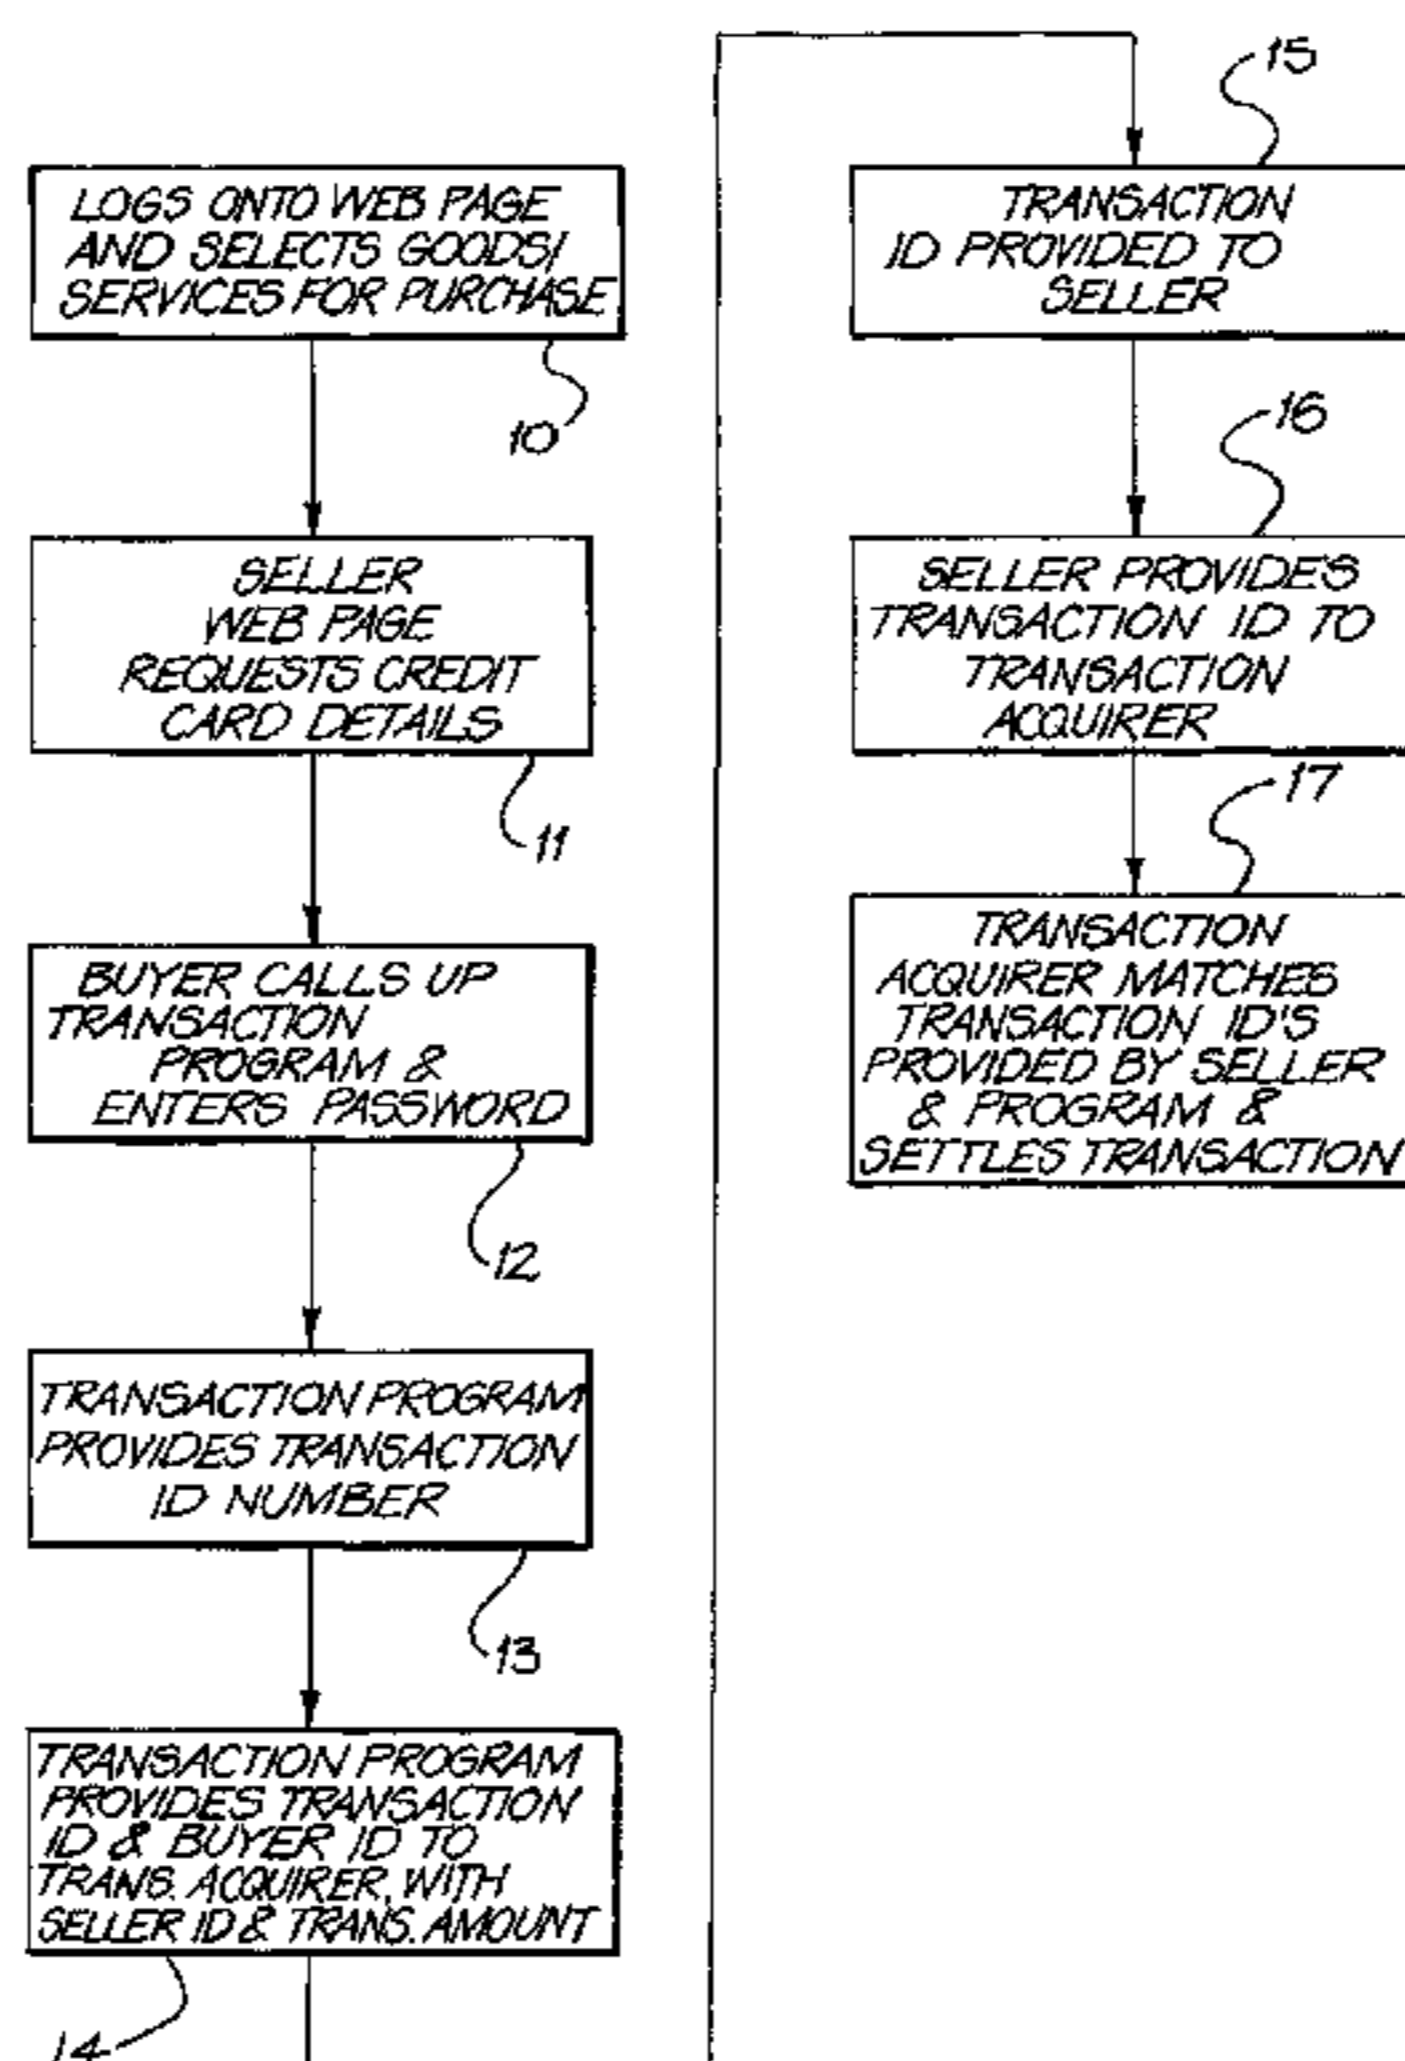 LOGS ONTO WEB PAGE
AND SELECTS GOODS/
SERVICES FOR PURCHASE
10
SELLER
WEB PAGE
REQUESTS CREDIT
CARD DETAILS
11
BUYER CALLS UP
TRANSACTION
PROGRAM &
ENTERS PASSWORD
12
TRANSACTION PROGRAM
PROVIDES TRANSACTION
ID NUMBER
13
TRANSACTION PROGRAM
PROVIDES TRANSACTION
ID & BUYER ID TO
TRANS. ACQUIRER, WITH
SELLER ID & TRANS. AMOUNT
14
15
TRANSACTION
ID PROVIDED TO
SELLER
16
SELLER PROVIDES
TRANSACTION ID TO
TRANSACTION
ACQUIRER
17
TRANSACTION
ACQUIRER MATCHES
TRANSACTION ID'S
PROVIDED BY SELLER
& PROGRAM &
SETTLES TRANSACTION